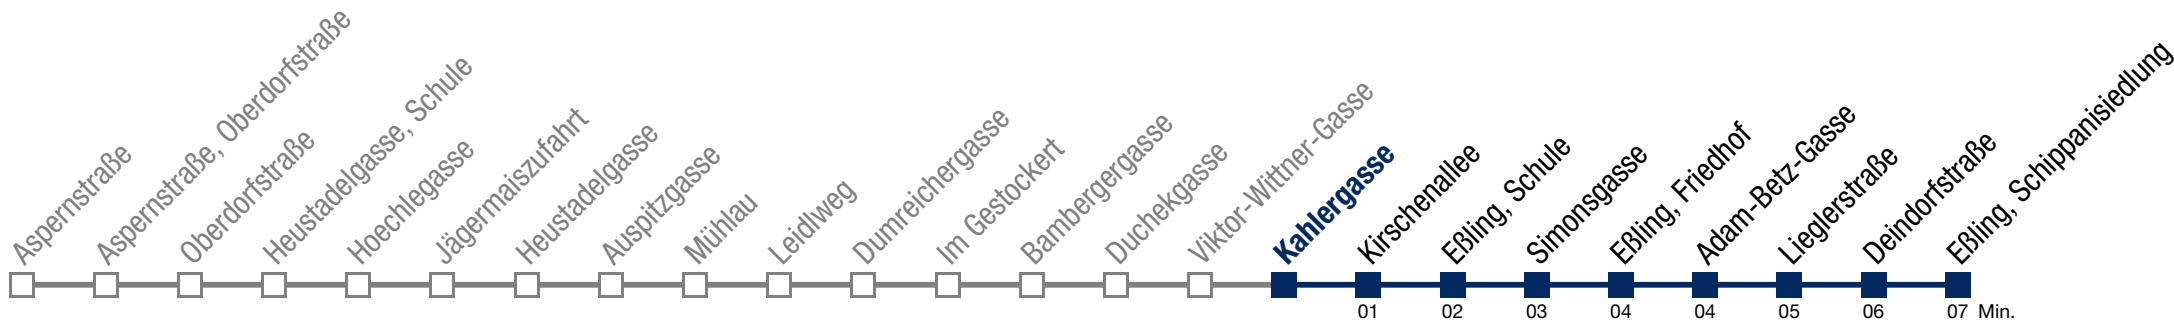 Aspernstraße
Aspernstraße, Oberdorfstraße
Oberdorfstraße
Heustadelgasse, Schule
Hoechlegasse
Jägermaiszufahrt
Heustadelgasse
Auspitzgasse
Mühlau
Leidlweg
Dumreichergasse
Im Gestockert
Bambergergasse
Duchekgasse
Viktor-Wittner-Gasse
Kahlergasse
Kirschenallee
Eßling, Schule
Simonsgasse
Eßling, Friedhof
Adam-Betz-Gasse
Lieglerstraße
Deindorfstraße
Eßling, Schippanisiedlung
01 02 03 04 04 05 06 07 Min.